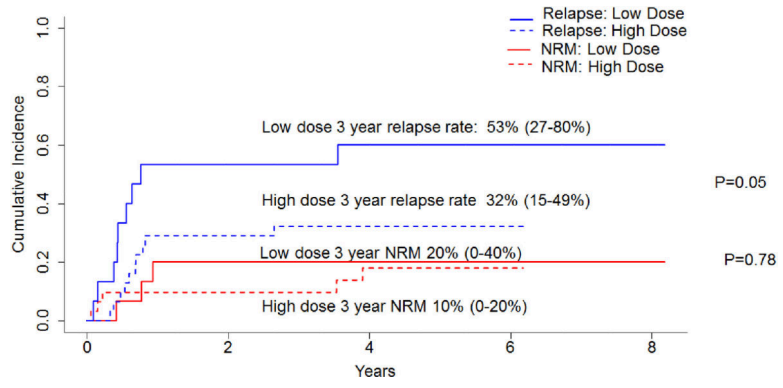 Relapse: Low Dose
Relapse: High Dose
NRM: Low Dose
NRM: High Dose
Cumulative Incidence
1.0
0.8
0.6
0.4
0.2
0.0
Low dose 3 year relapse rate: 53% (27-80%)
High dose 3 year relapse rate 32% (15-49%)
Low dose 3 year NRM 20% (0-40%)
High dose 3 year NRM 10% (0-20%)
P=0.05
P=0.78
0 2 4 6 8
Years